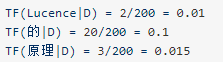 TF(Lucence|D) = 2/200 = 0.01
TF(的|D) = 20/200 = 0.1
TF(原理|D) = 3/200 = 0.015